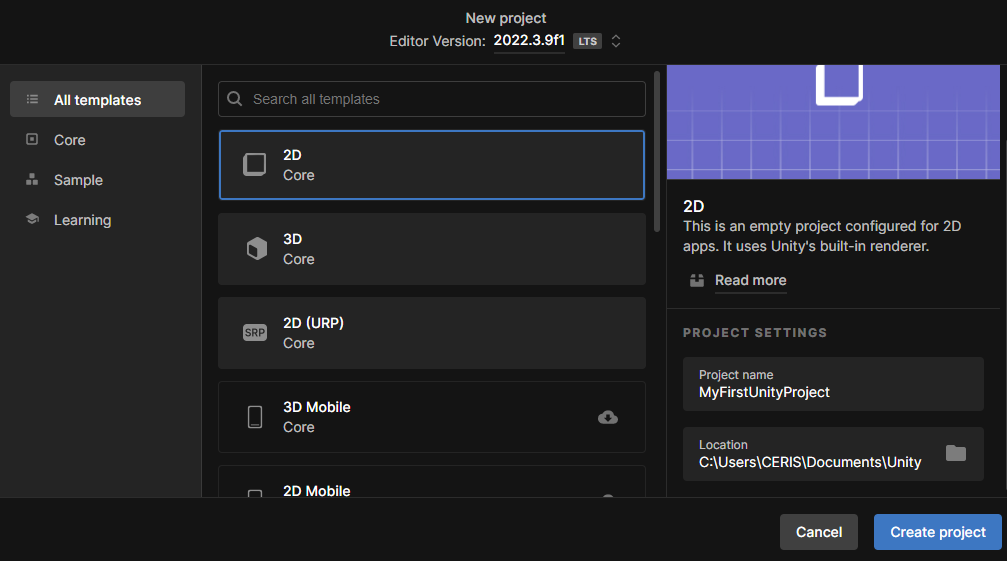 New project
Editor Version: 2022.3.9f1 LTS
All templates
Core
Sample
Learning
Search all templates
2D
Core
3D
Core
SRP
2D (URP)
Core
3D Mobile
Core
2D Mobile
2D
This is an empty project configured for 2D
apps. It uses Unity's built-in renderer.
Read more
PROJECT SETTINGS
Project name
MyFirstUnityProject
Location
C:\Users\CERIS\Documents\Unity
Cancel
Create project